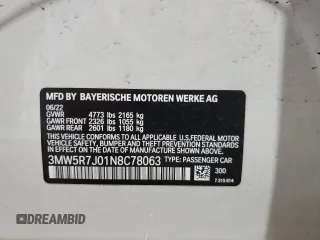 MFD BY BAYERISCHE MOTOREN WERKE AG
06/22
GVWR 4773 lbs 2165 kg
GAWR FRONT 2326 lbs 1055 kg
GAWR REAR 2601 lbs 1180 kg
THIS VEHICLE CONFORMS TO ALL APPLICABLE
FEDERAL MOTOR VEHICLE SAFETY, BUMPER AND
THEFT PREVENTION STANDARDS IN EFFECT ON
THE DATE OF MANUFACTURE SHOWN ABOVE.
3MW5R7J01N8C78063 TYPE: PASSENGER CAR
300
DREAMBID